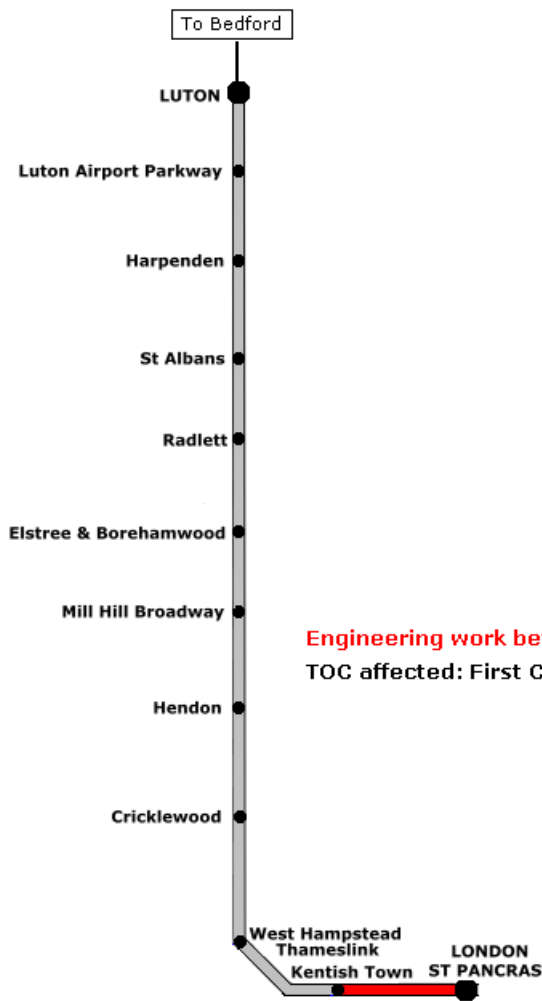 To Bedford
LUTON
Luton Airport Parkway
Harpenden
St Albans
Radlett
Elstree & Borehamwood
Mill Hill Broadway
Engineering work be
TOC affected: First C
Hendon
Cricklewood
West Hampstead
Thameslink
Kentish Town
LONDON
ST PANCRAS